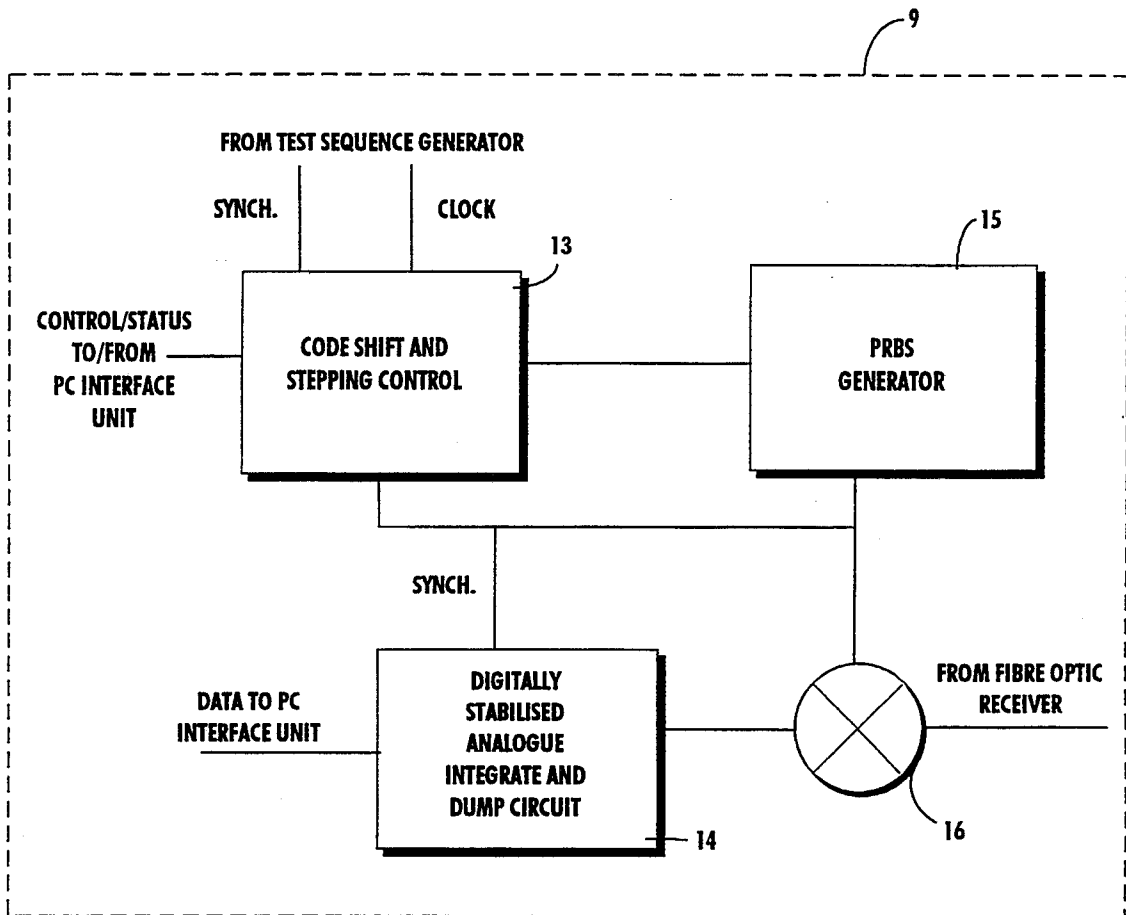 9
FROM TEST SEQUENCE GENERATOR
SYNCH.
CLOCK
13
15
CONTROL/STATUS
TO/FROM
PC INTERFACE
UNIT
CODE SHIFT AND
STEPPING CONTROL
PRBS
GENERATOR
SYNCH.
DATA TO PC
INTERFACE UNIT
DIGITALLY
STABILISED
ANALOGUE
INTEGRATE AND
DUMP CIRCUIT
14
FROM FIBRE OPTIC
RECEIVER
16